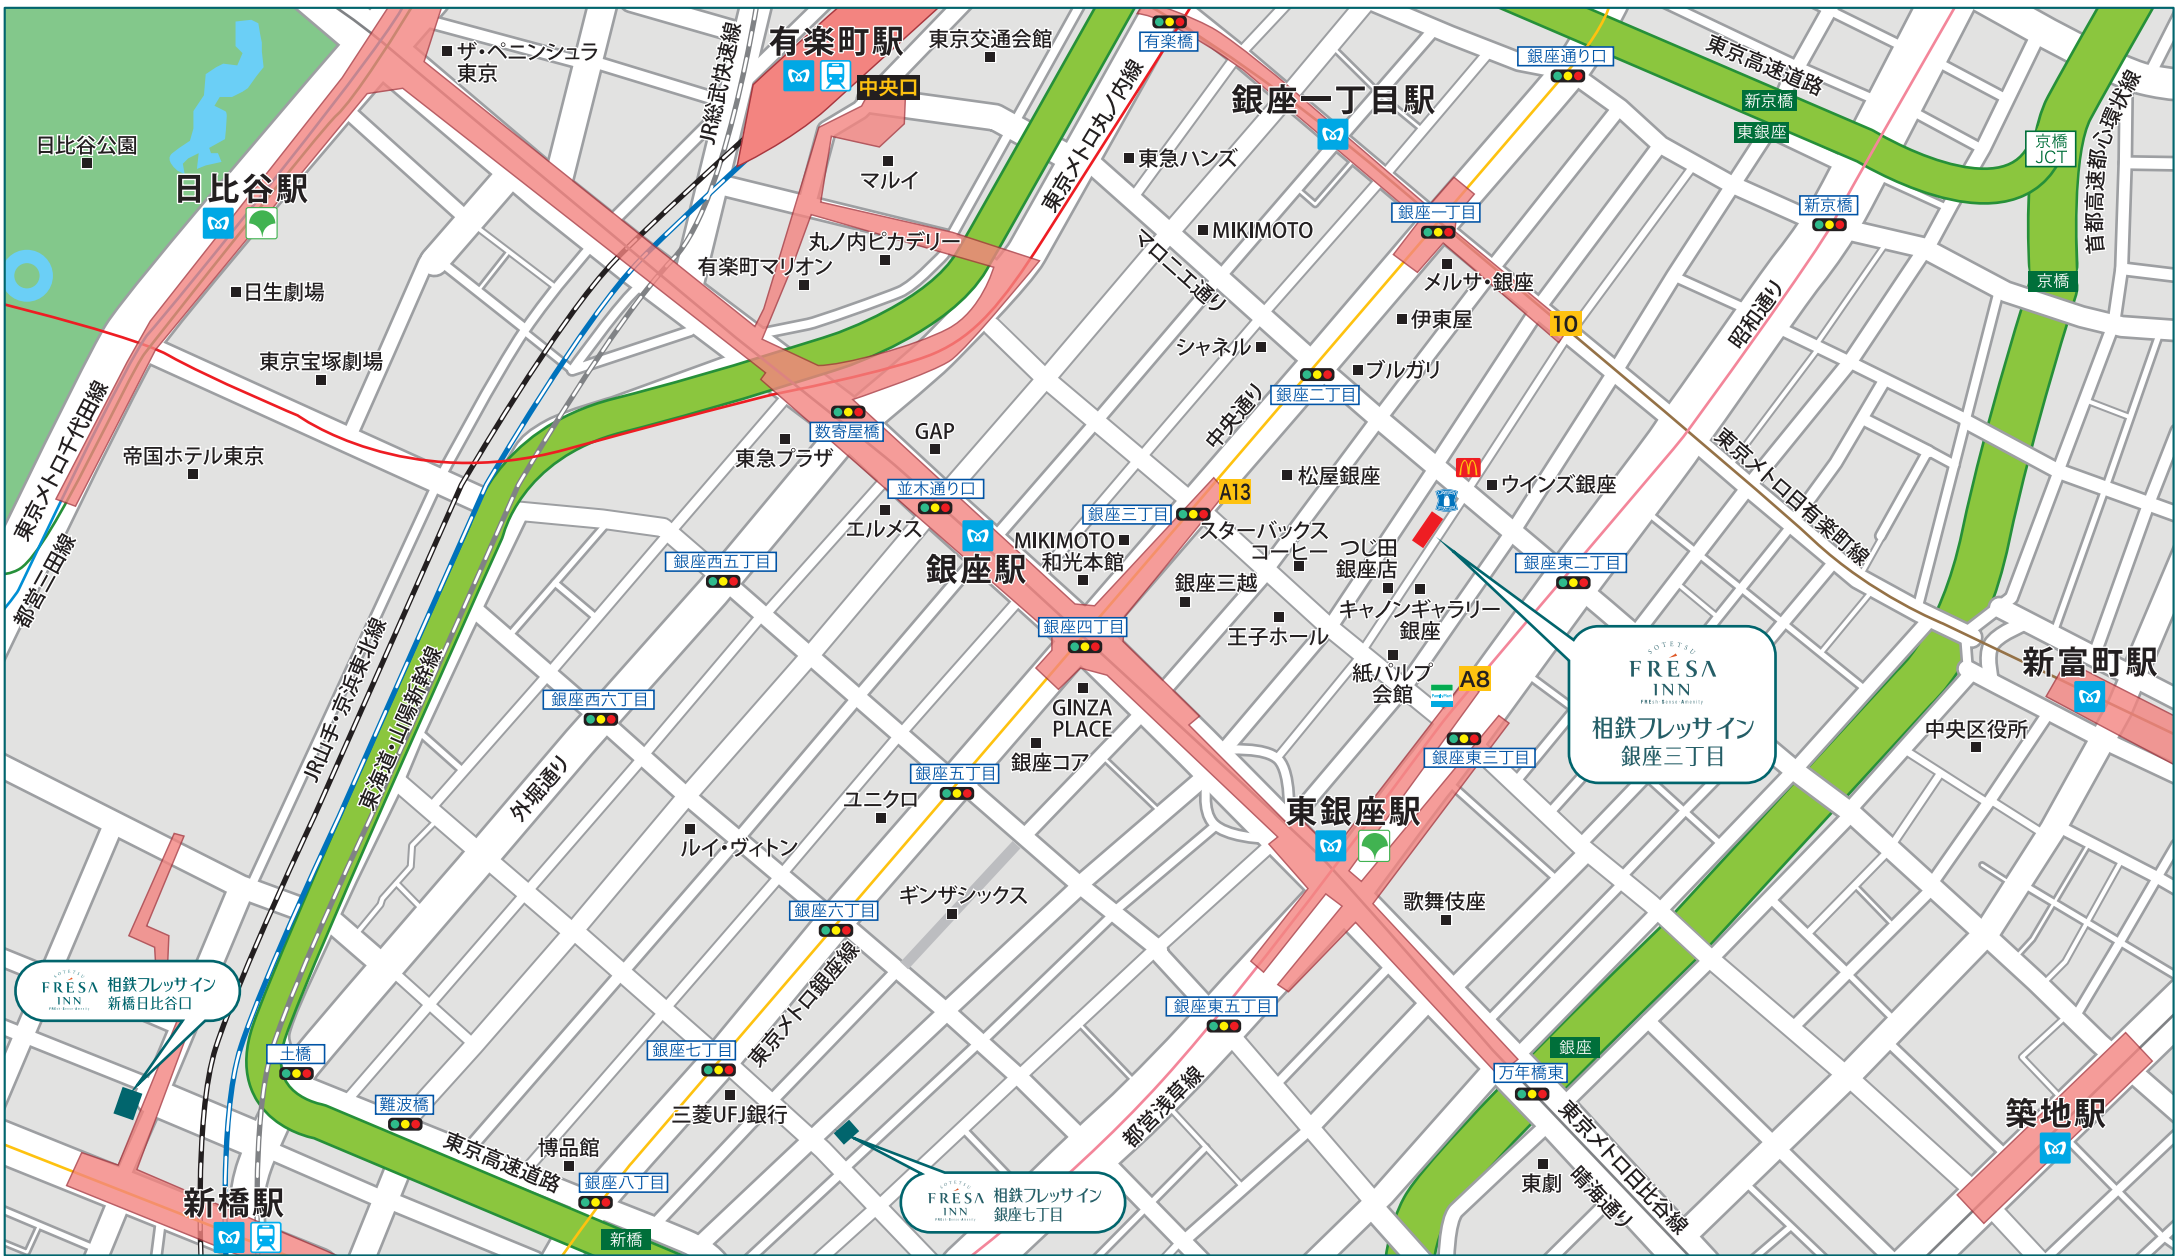 有楽町駅
中央口
東京交通会館
有楽橋
銀座通り口
東京高速道路
新京橋
東銀座
京橋
JCT
首都高速都心環状線
京橋
ザ・ペニンシュラ
東京
JR総武快速線
東京メトロ丸ノ内線
銀座一丁目駅
日比谷公園
日比谷駅
マルイ
東急ハンズ
MIKIMOTO
銀座一丁目
新京橋
丸ノ内ピカデリー
有楽町マリオン
マロニエ通り
メルサ・銀座
日生劇場
伊東屋
10
昭和通り
東京宝塚劇場
シャネル
ブルガリ
銀座二丁目
中央通り
東京メトロ千代田線
帝国ホテル東京
数寄屋橋
GAP
東急プラザ
並木通り口
エルメス
銀座駅
MIKIMOTO
和光本館
銀座三丁目
A13
松屋銀座
ウインズ銀座
スターバックス
コーヒー
つじ田
銀座店
銀座三越
キャノンギャラリー
銀座
王子ホール
紙パルプ
会館
A8
銀座東二丁目
東京メトロ日有楽町線
都営三田線
銀座西五丁目
銀座四丁目
SOTETSU
FRESA
INN
FREsh・Sense・Amenity
相鉄フレッサイン
銀座三丁目
新富町駅
中央区役所
JR山手・京浜東北線
東海道・山陽新幹線
銀座西六丁目
外堀通り
GINZA
PLACE
銀座コア
銀座五丁目
ユニクロ
ルイ・ヴィトン
銀座東三丁目
東銀座駅
歌舞伎座
ギンザシックス
銀座六丁目
東京メトロ銀座線
SOTETSU
FRESA
INN
相鉄フレッサイン
新橋日比谷口
銀座東五丁目
土橋
銀座七丁目
難波橋
三菱UFJ銀行
銀座
万年橋東
都営浅草線
東京メトロ日比谷線
晴海通り
築地駅
博品館
東京高速道路
銀座八丁目
東劇
SOTETSU
FRESA
INN
相鉄フレッサイン
銀座七丁目
新橋駅
新橋